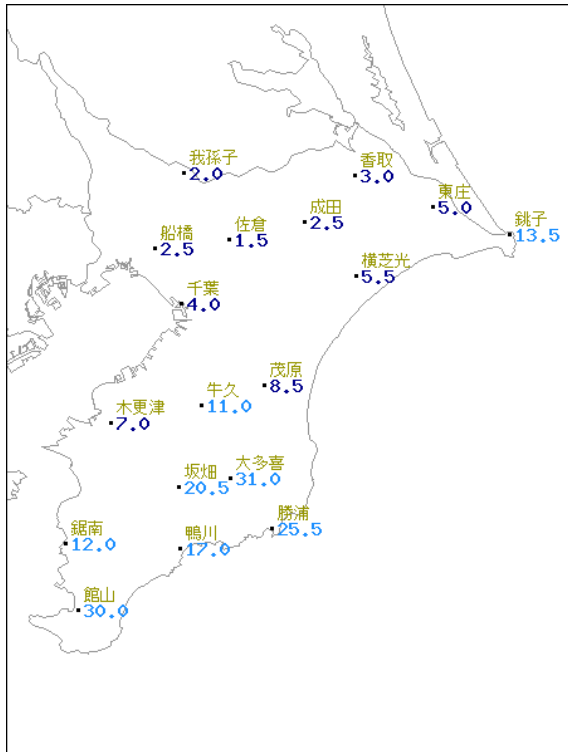 我孫子
2.0
香取
3.0
東庄
5.0
成田
2.5
銚子
13.5
佐倉
1.5
船橋
2.5
横芝光
5.5
千葉
4.0
茂原
8.5
牛久
11.0
木更津
7.0
大多喜
31.0
坂畑
20.5
勝浦
25.5
鋸南
12.0
鴨川
17.0
館山
30.0